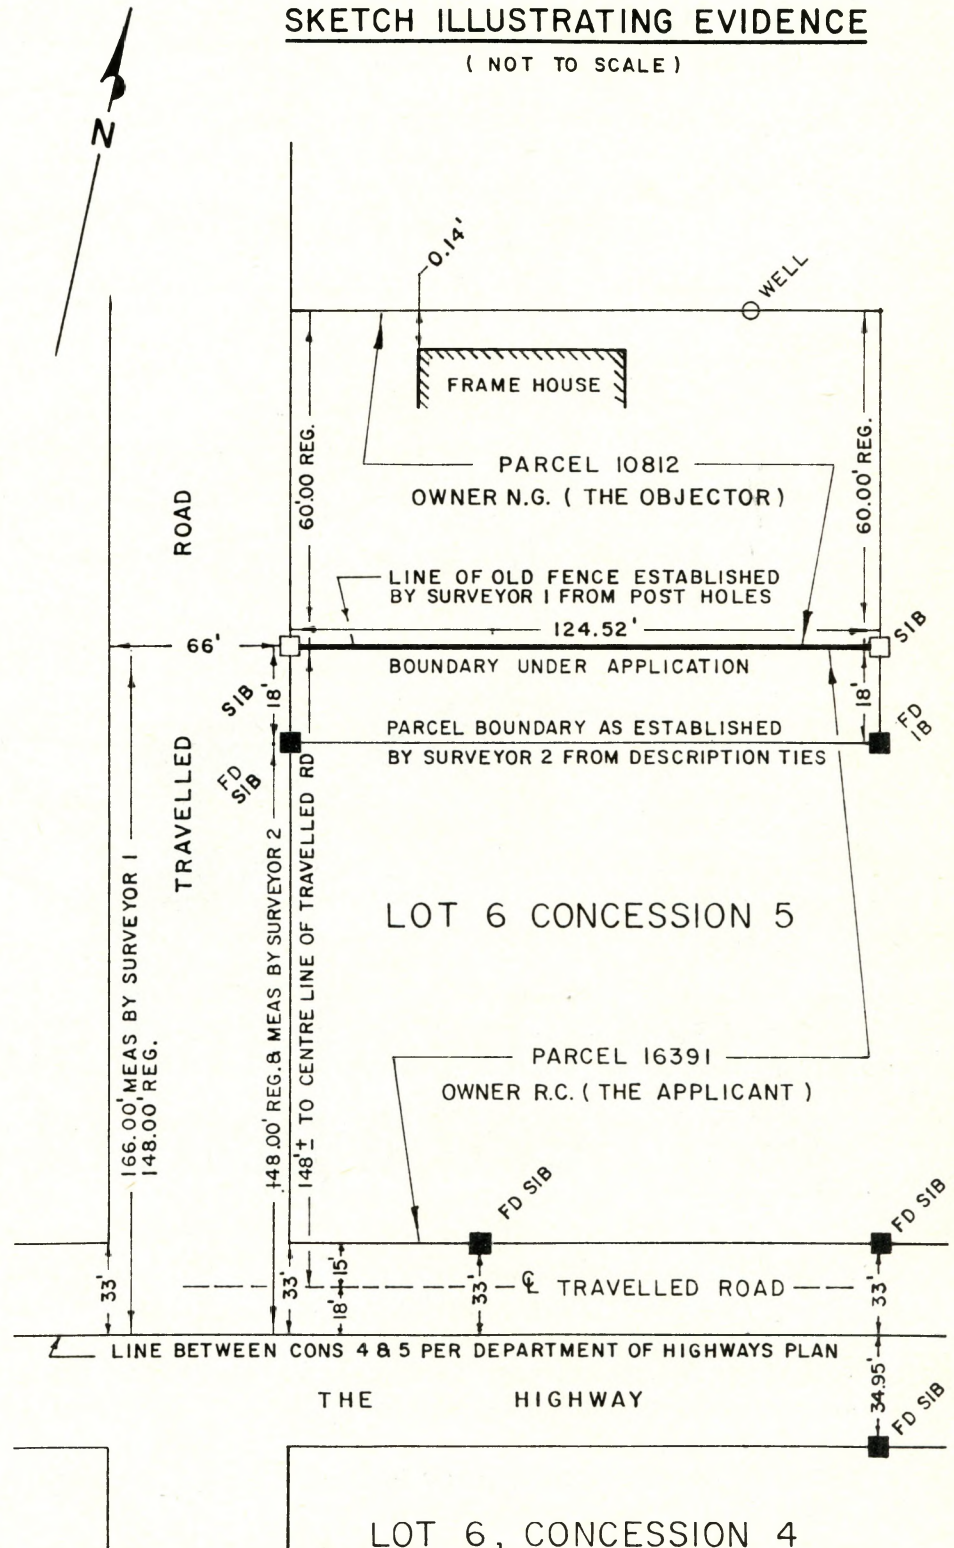 SKETCH ILLUSTRATING EVIDENCE
( NOT TO SCALE )
N
0.14'
WELL
FRAME HOUSE
60'.00 REG.
60.00' REG.
PARCEL 10812
OWNER N.G. ( THE OBJECTOR )
ROAD
LINE OF OLD FENCE ESTABLISHED
BY SURVEYOR 1 FROM POST HOLES
124.52'
66'
SIB
BOUNDARY UNDER APPLICATION
SIB
18'
18'
PARCEL BOUNDARY AS ESTABLISHED
BY SURVEYOR 2 FROM DESCRIPTION TIES
FD
IB
FD
SIB
TRAVELLED
166.00' MEAS BY SURVEYOR 1
148.00' REG.
148.00' REG. & MEAS BY SURVEYOR 2
148'± TO CENTRE LINE OF TRAVELLED RD
LOT 6 CONCESSION 5
PARCEL 16391
OWNER R.C. ( THE APPLICANT )
FD SIB
FD SIB
33'
33'
15'
18'
33'
℄ TRAVELLED ROAD
33'
LINE BETWEEN CONS 4 & 5 PER DEPARTMENT OF HIGHWAYS PLAN
THE HIGHWAY
34.95'
FD SIB
LOT 6, CONCESSION 4